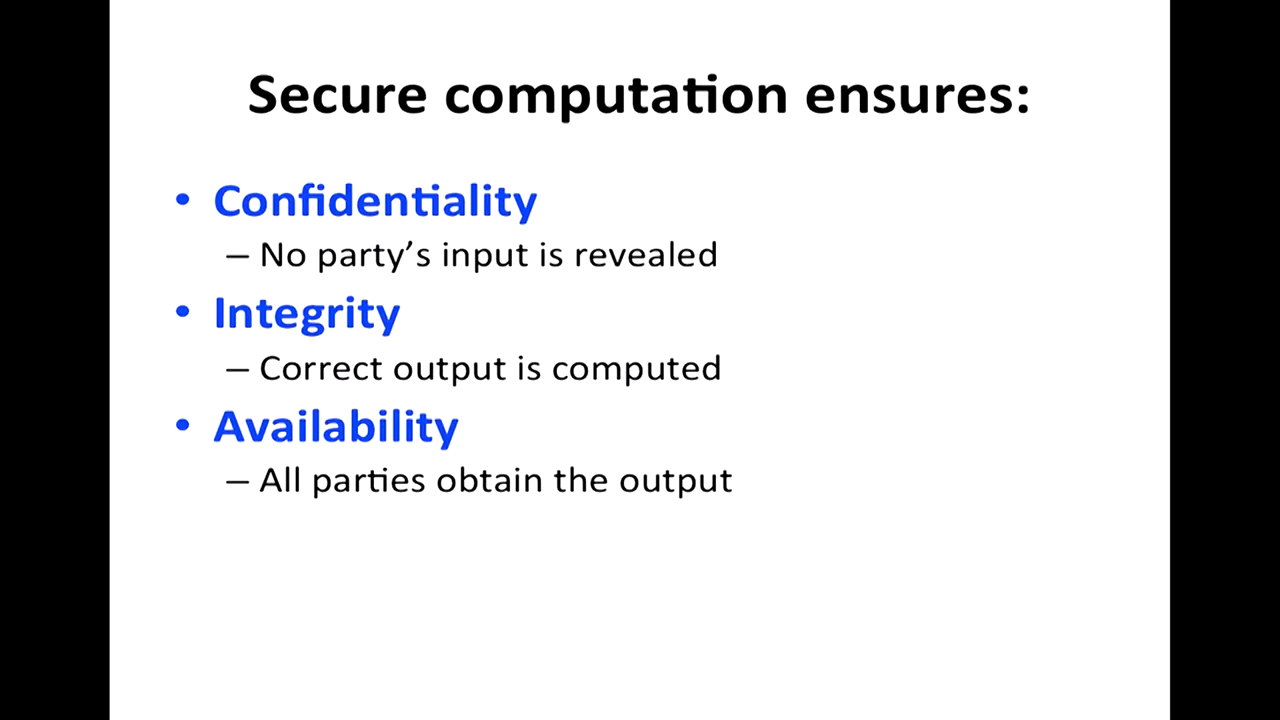 Secure computation ensures:
• Confidentiality
– No party’s input is revealed
• Integrity
– Correct output is computed
• Availability
– All parties obtain the output